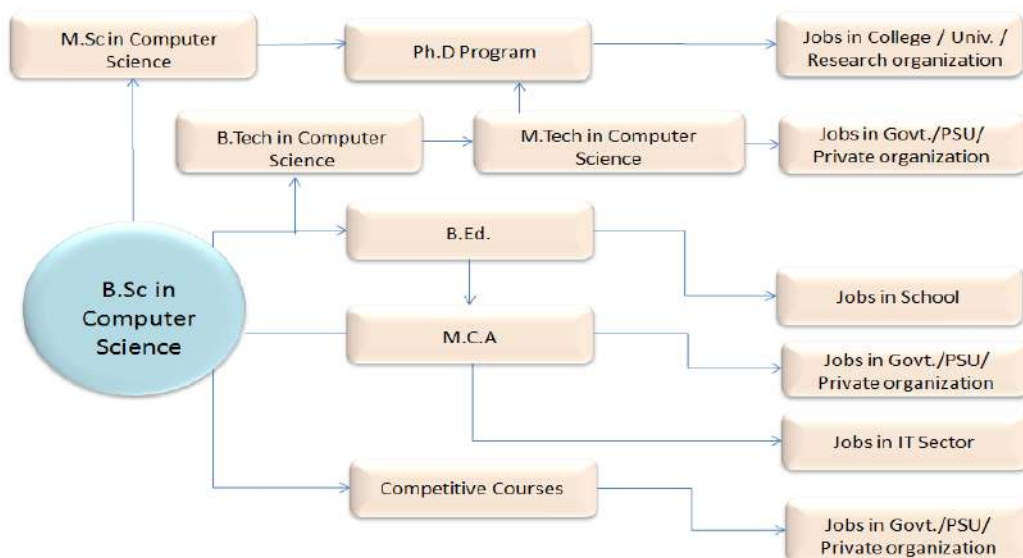 M.Sc in Computer
Science
Ph.D Program
Jobs in College / Univ. /
Research organization
B.Tech in Computer
Science
M.Tech in Computer
Science
Jobs in Govt./PSU/
Private organization
B.Ed.
B.Sc in
Computer
Science
Jobs in School
M.C.A
Jobs in Govt./PSU/
Private organization
Jobs in IT Sector
Competitive Courses
Jobs in Govt./PSU/
Private organization